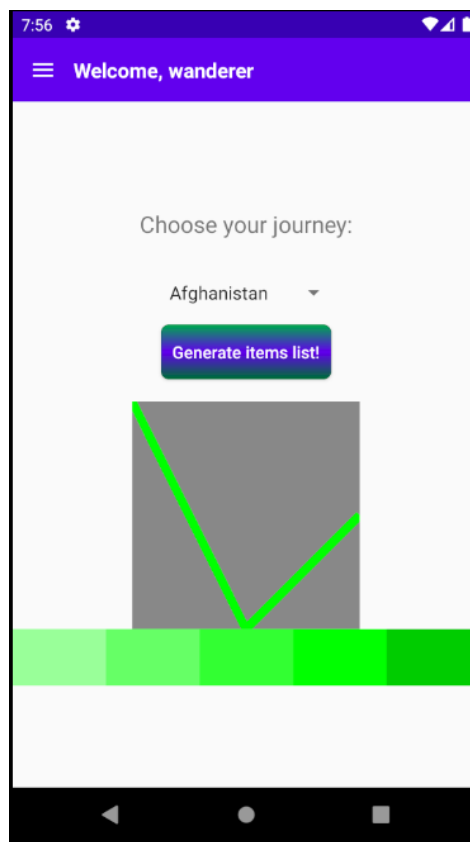 7:56
Welcome, wanderer
Choose your journey:
Afghanistan
Generate items list!